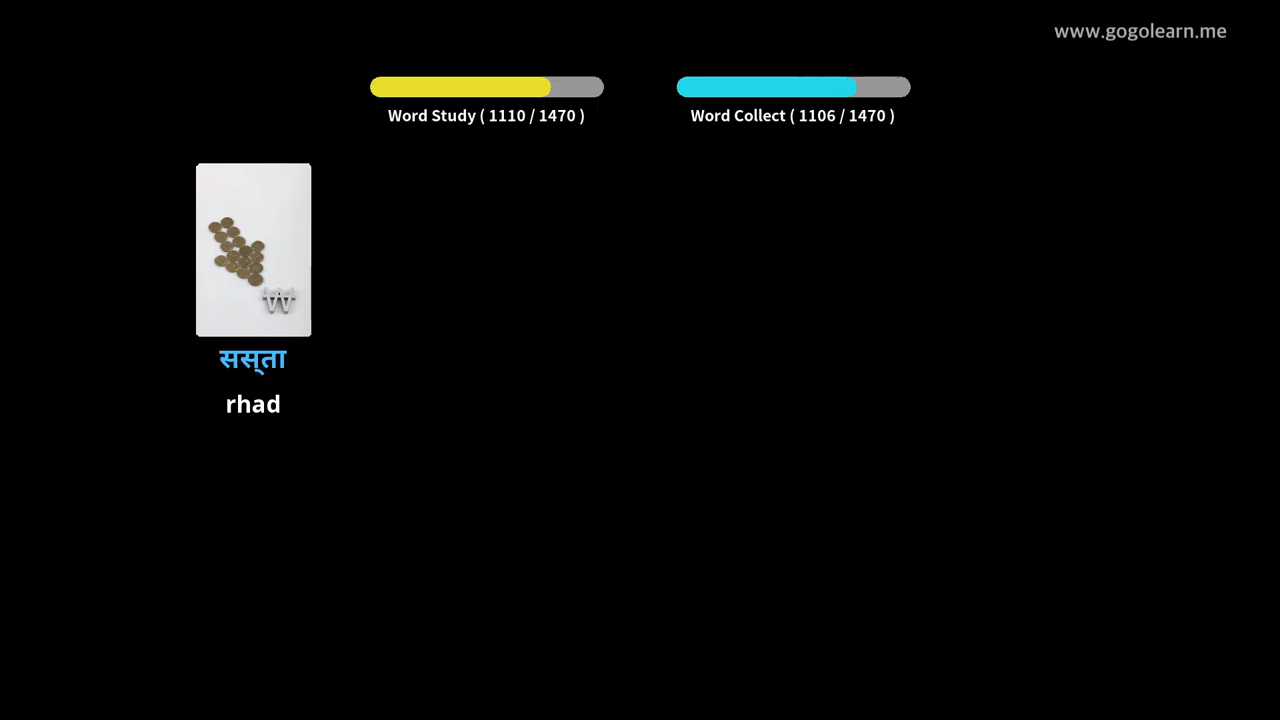 www.gogolearn.me
Word Study ( 1110 / 1470 )
Word Collect ( 1106 / 1470 )
₩
सस्ता
rhad